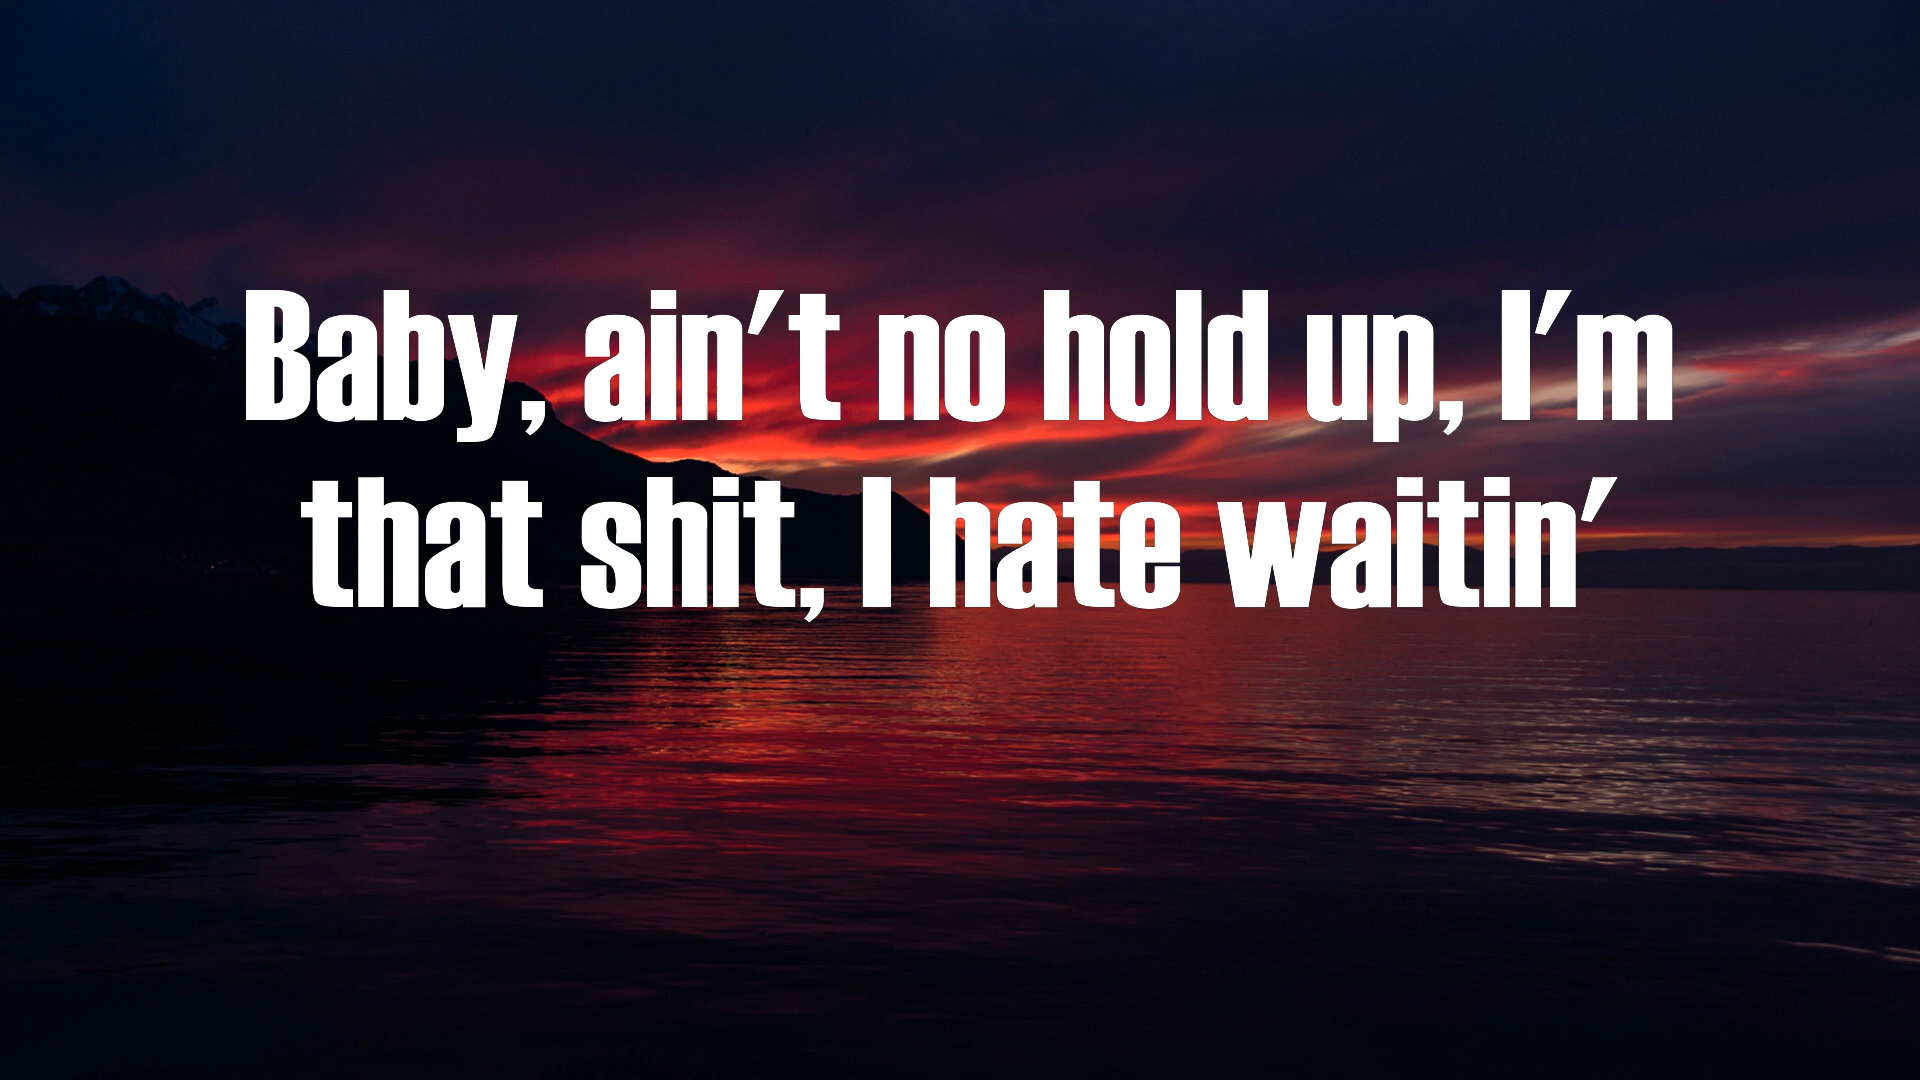 Baby, ain't no hold up, I'm
that shit, I hate waitin'